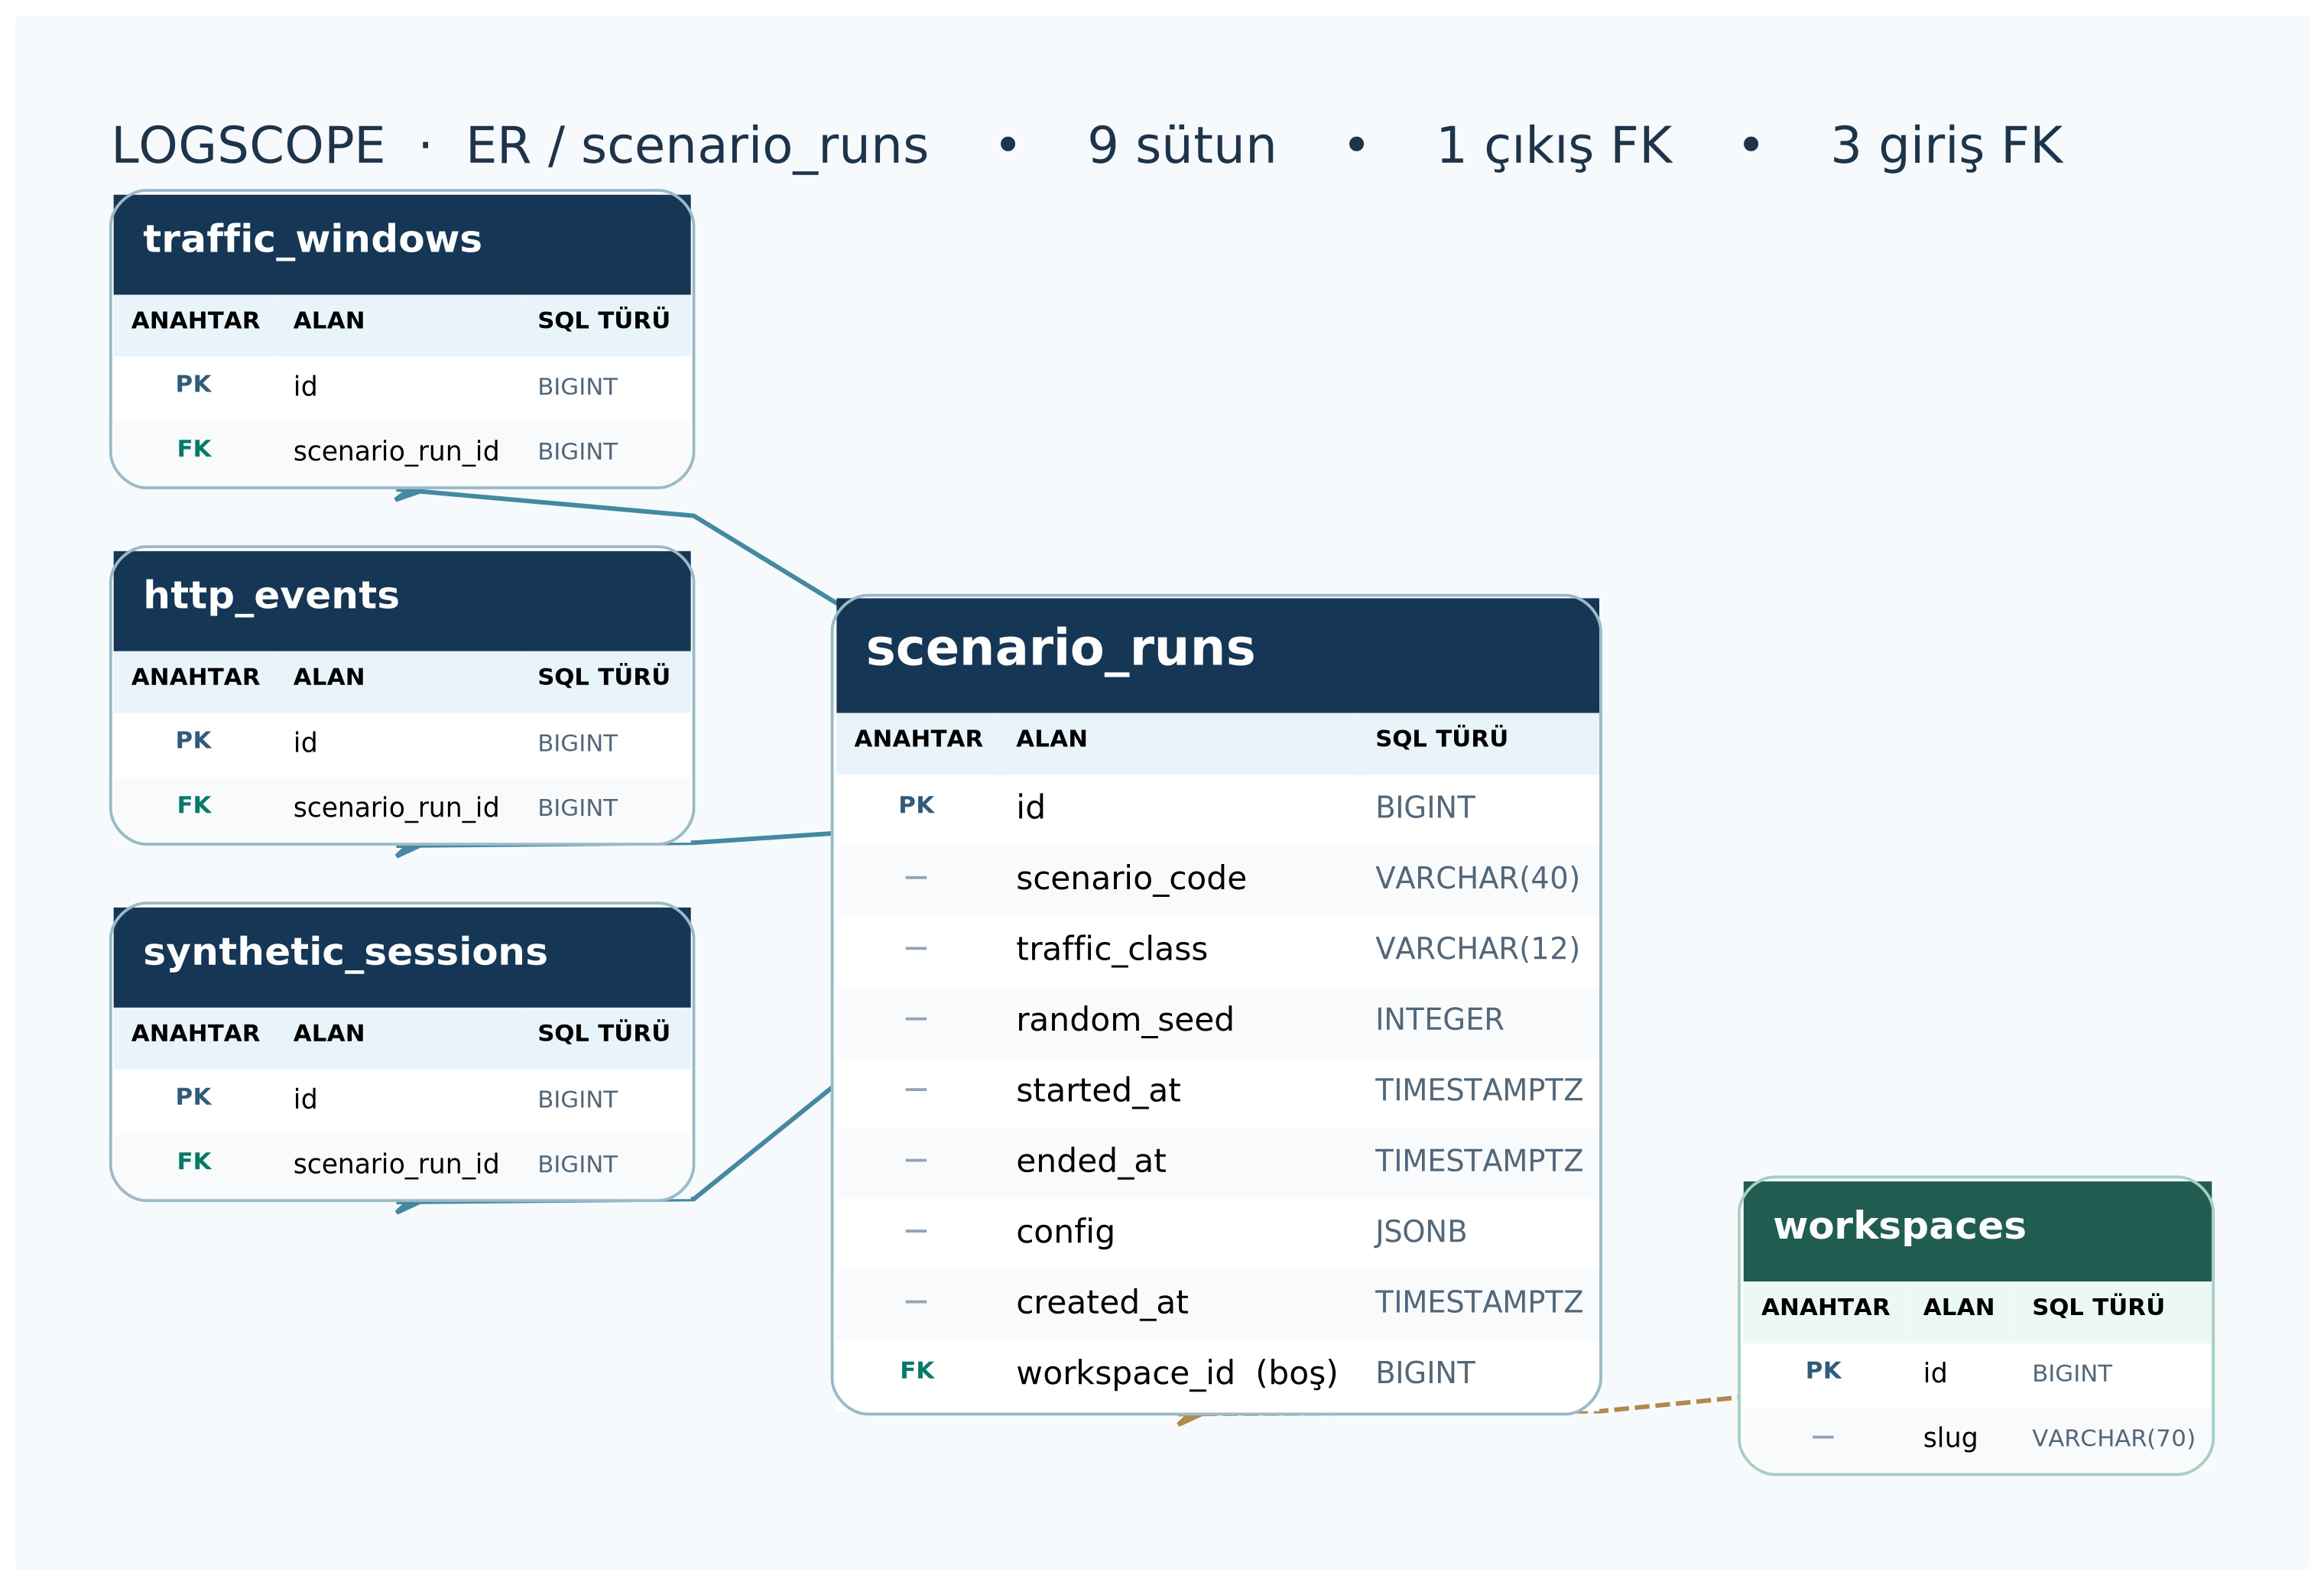 LOGSCOPE · ER / scenario_runs • 9 sütun • 1 çıkış FK • 3 giriş FK
traffic_windows
ANAHTAR ALAN SQL TÜRÜ
PK id BIGINT
FK scenario_run_id BIGINT
http_events
ANAHTAR ALAN SQL TÜRÜ
PK id BIGINT
FK scenario_run_id BIGINT
synthetic_sessions
ANAHTAR ALAN SQL TÜRÜ
PK id BIGINT
FK scenario_run_id BIGINT
scenario_runs
ANAHTAR ALAN SQL TÜRÜ
PK id BIGINT
— scenario_code VARCHAR(40)
— traffic_class VARCHAR(12)
— random_seed INTEGER
— started_at TIMESTAMPTZ
— ended_at TIMESTAMPTZ
— config JSONB
— created_at TIMESTAMPTZ
FK workspace_id (boş) BIGINT
workspaces
ANAHTAR ALAN SQL TÜRÜ
PK id BIGINT
— slug VARCHAR(70)